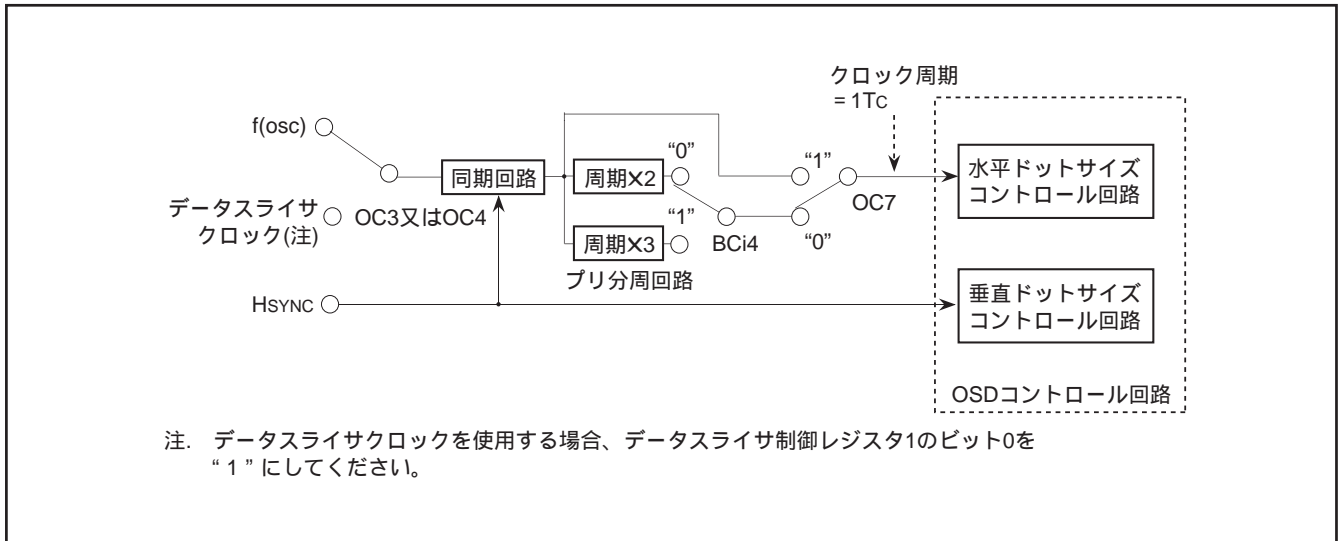 クロック周期
= 1TC
f(osc)
“0”
“1”
水平ドットサイズ
コントロール回路
同期回路
周期×2
OC7
データスライサ
クロック(注)
OC3又はOC4
“1”
BCi4
“0”
周期×3
プリ分周回路
HSYNC
垂直ドットサイズ
コントロール回路
OSDコントロール回路
注. データスライサクロックを使用する場合、データスライサ制御レジスタ1のビット0を
“ 1 ” にしてください。